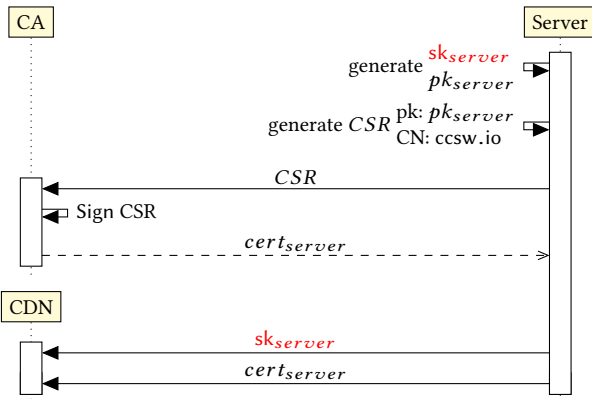 CA
Server
generate sk_server
pk_server
generate CSR pk: pk_server
CN: ccsw.io
CSR
Sign CSR
cert_server
CDN
sk_server
cert_server